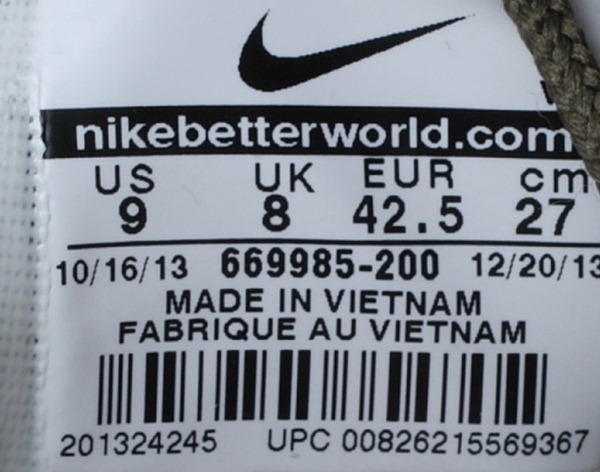 nikebetterworld.com
US UK EUR cm
9 8 42.5 27
10/16/13 669985-200 12/20/13
MADE IN VIETNAM
FABRIQUE AU VIETNAM
201324245 UPC 00826215569367